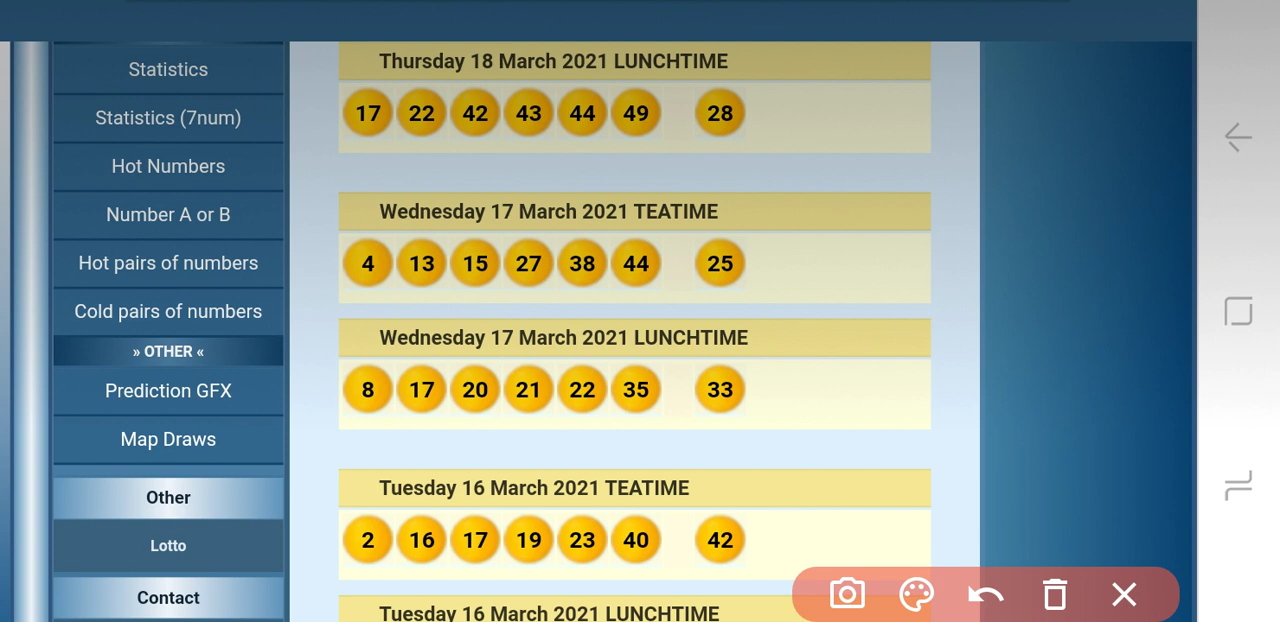 Statistics
Statistics (7num)
Hot Numbers
Number A or B
Hot pairs of numbers
Cold pairs of numbers
» OTHER «
Prediction GFX
Map Draws
Other
Lotto
Contact
Thursday 18 March 2021 LUNCHTIME
17 22 42 43 44 49 28
Wednesday 17 March 2021 TEATIME
4 13 15 27 38 44 25
Wednesday 17 March 2021 LUNCHTIME
8 17 20 21 22 35 33
Tuesday 16 March 2021 TEATIME
2 16 17 19 23 40 42
Tuesday 16 March 2021 LUNCHTIME